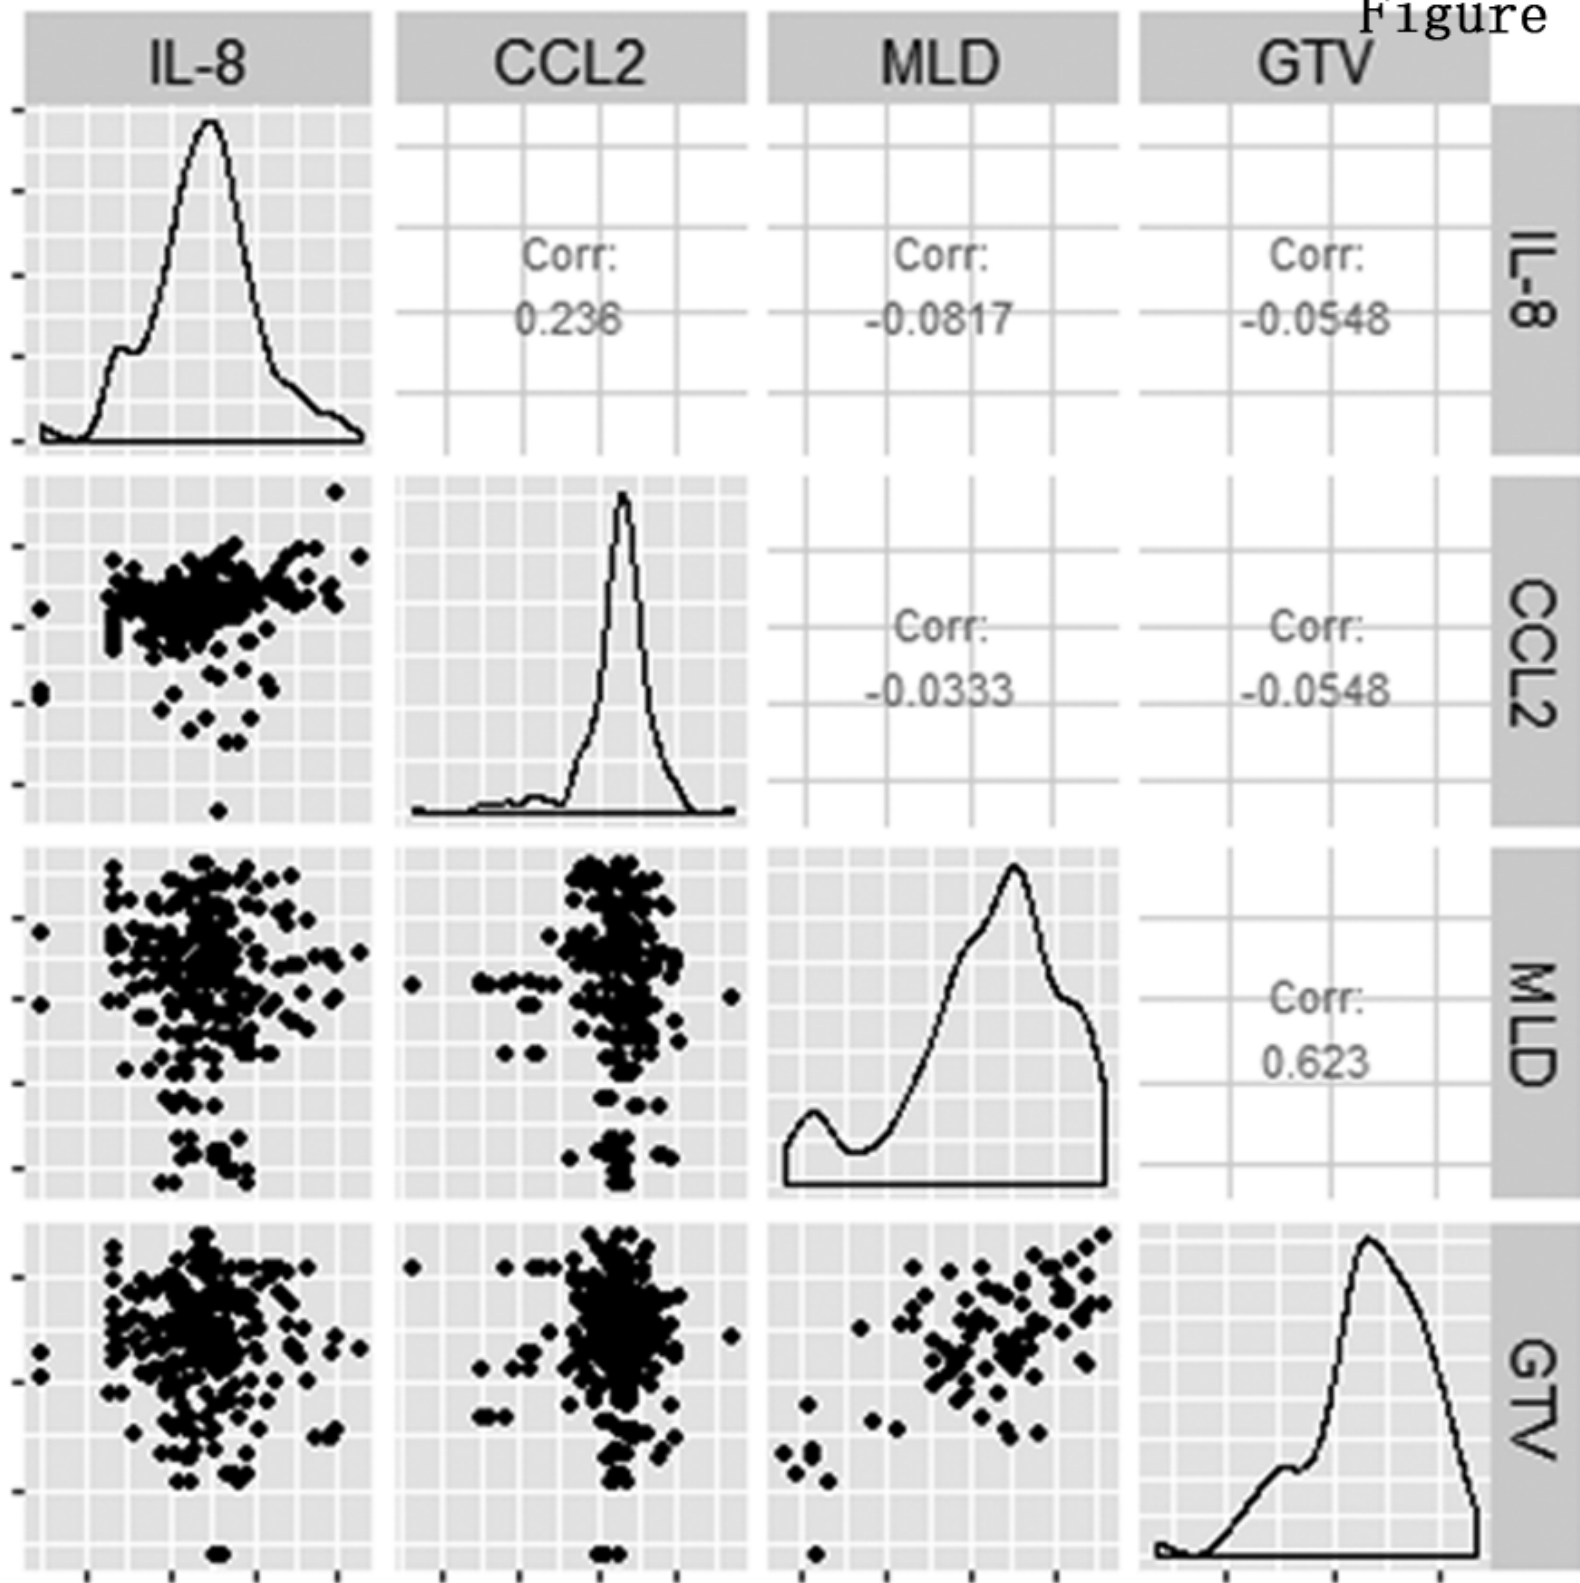 Figure
IL-8 CCL2 MLD GTV
Corr: Corr: Corr:
0.236 -0.0817 -0.0548
IL-8
Corr: Corr:
-0.0333 -0.0548
CCL2
Corr:
0.623
MLD
GTV